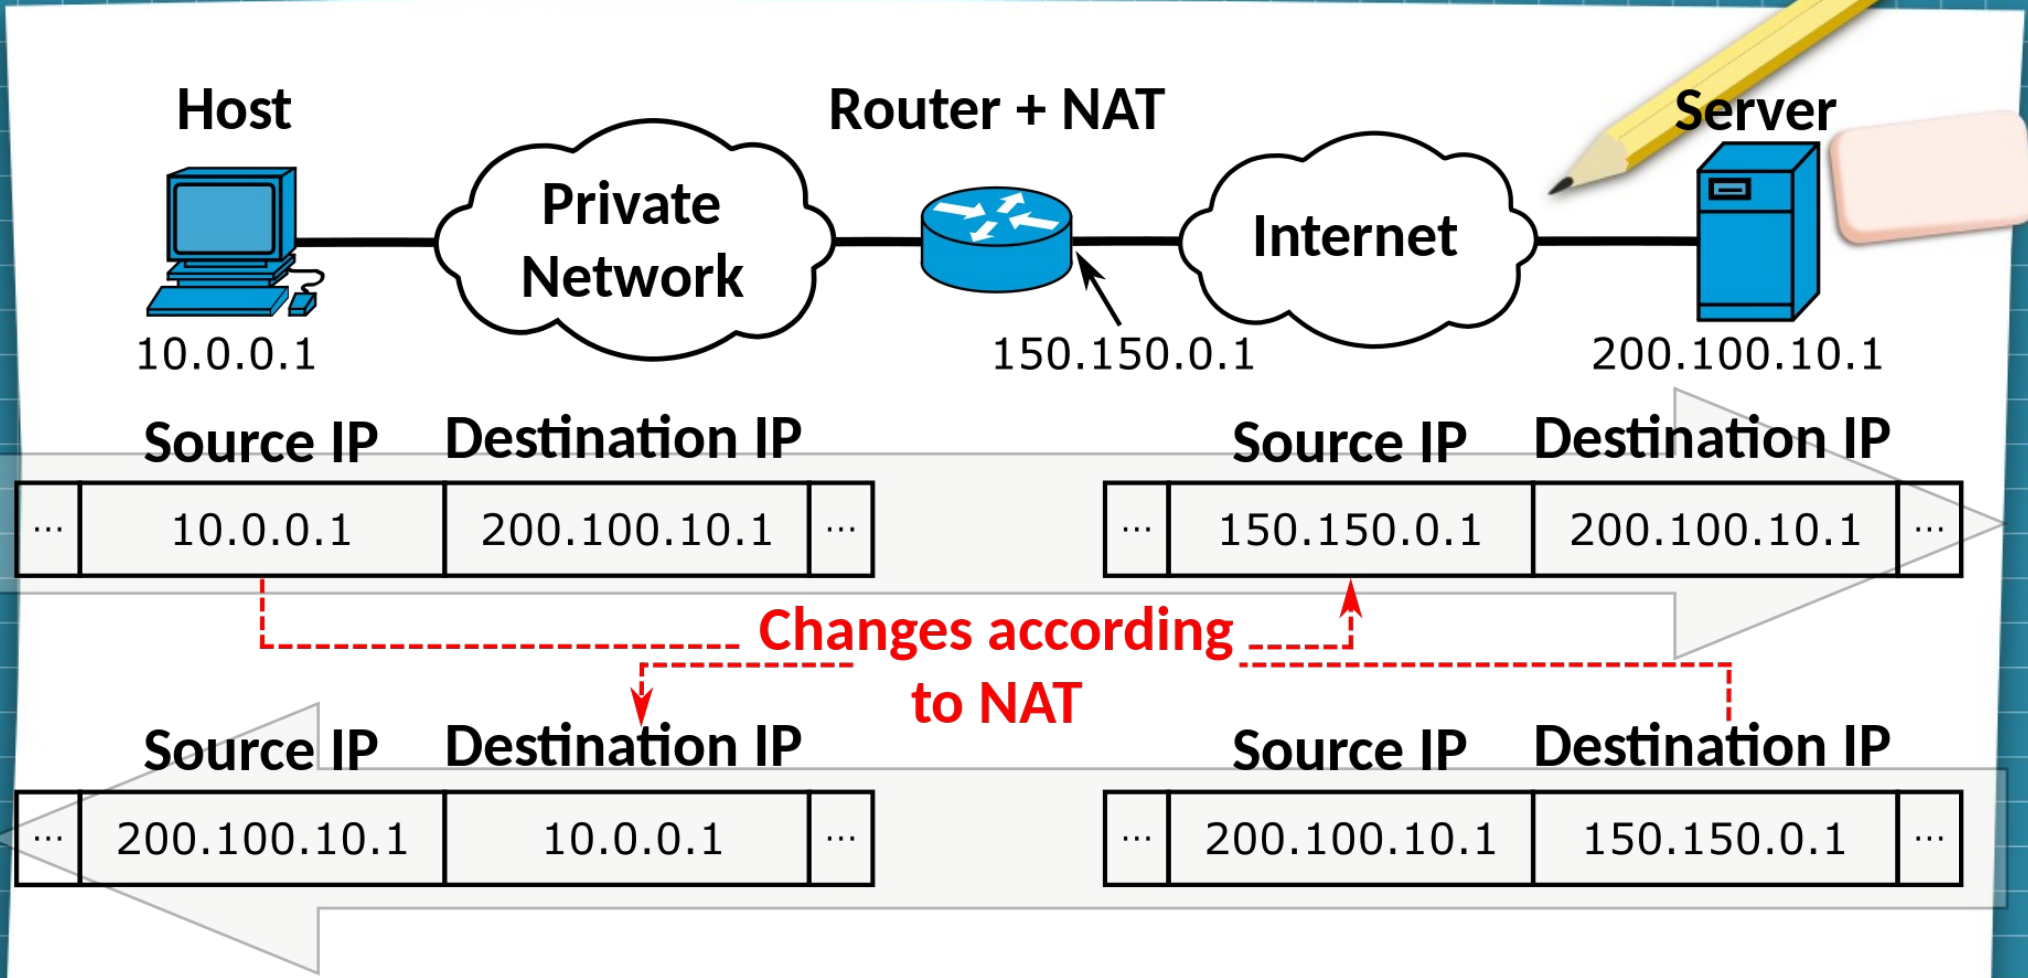 Host
Router + NAT
Server
Private
Network
Internet
10.0.0.1
150.150.0.1
200.100.10.1
Source IP Destination IP
Source IP Destination IP
... 10.0.0.1 200.100.10.1 ...
... 150.150.0.1 200.100.10.1 ...
Changes according
to NAT
Source IP Destination IP
Source IP Destination IP
... 200.100.10.1 10.0.0.1 ...
... 200.100.10.1 150.150.0.1 ...